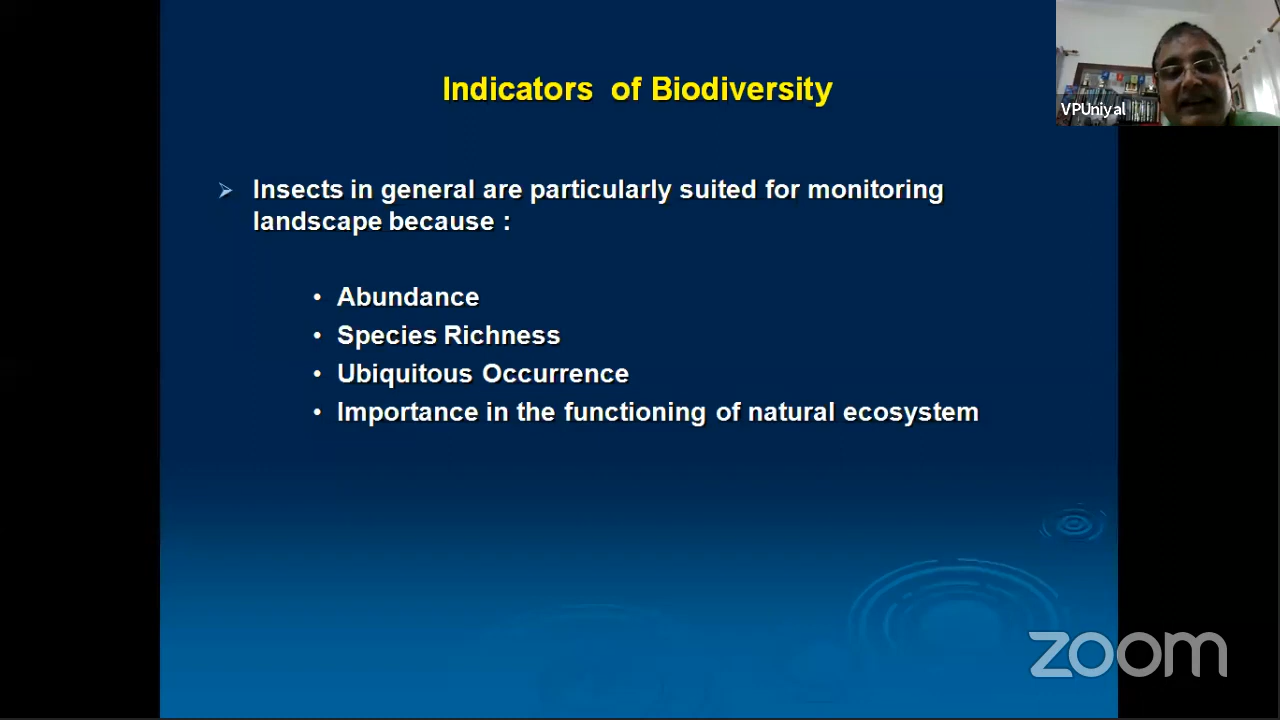 Indicators of Biodiversity
VPUniyal
➢ Insects in general are particularly suited for monitoring
landscape because :
• Abundance
• Species Richness
• Ubiquitous Occurrence
• Importance in the functioning of natural ecosystem
zoom